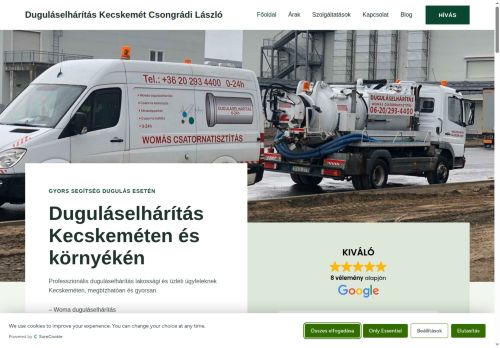 Duguláselhárítás Kecskemét Csongrádi László
Főoldal Árak Szolgáltatások Kapcsolat Blog HÍVÁS
Tel.: +36 20 293 4400 0-24h
WOMÁS CSATORNATISZTÍTÁS
DUGULÁSELHÁRÍTÁS
WOMÁS CSATORNATISZTÍTÁS
06-20/293-4400
GYORS SEGÍTSÉG DUGULÁS ESETÉN
Duguláselhárítás
Kecskeméten és
környékén
Professzionális duguláselhárítás lakossági és üzleti ügyfeleknek
Kecskeméten, megbízhatóan és gyorsan.
– Woma duguláselhárítás
KIVÁLÓ
8 vélemény alapján
Google
We use cookies to improve your experience. You can change your choice at any time.
Powered by SureCookie
Összes elfogadása Only Essential Beállítások Elutasítás